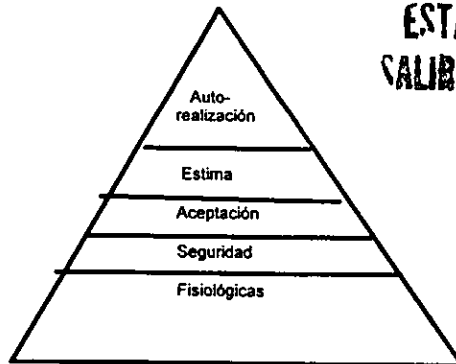 Auto-
realización
Estima
Aceptación
Seguridad
Fisiológicas